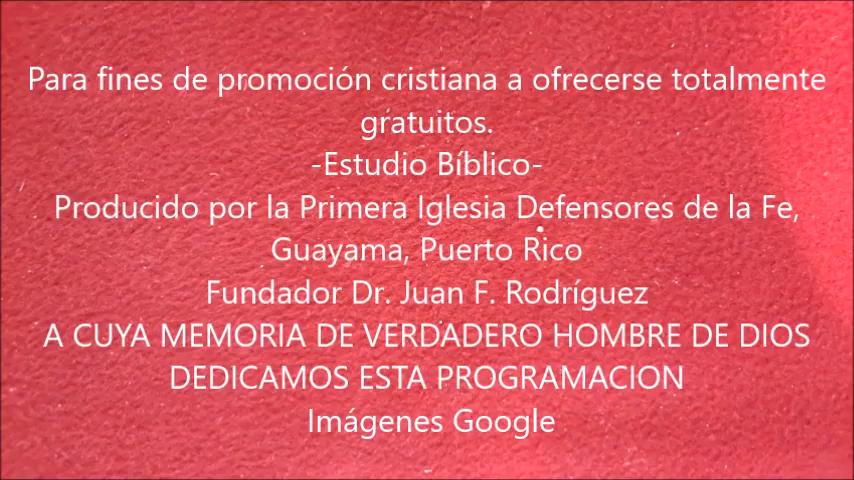 Para fines de promoción cristiana a ofrecerse totalmente
gratuitos.
-Estudio Bíblico-
Producido por la Primera Iglesia Defensores de la Fe,
Guayama, Puerto Rico
Fundador Dr. Juan F. Rodríguez
A CUYA MEMORIA DE VERDADERO HOMBRE DE DIOS
DEDICAMOS ESTA PROGRAMACION
Imágenes Google